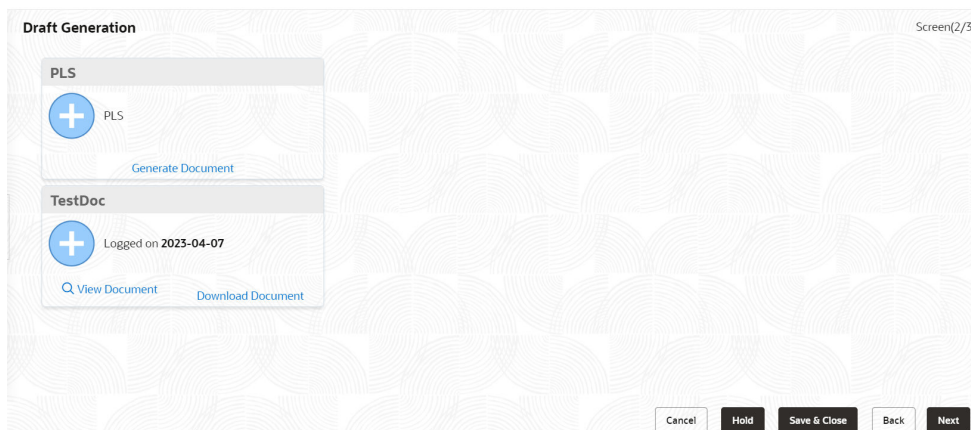 Draft Generation
Screen(2/3
PLS
PLS
Generate Document
TestDoc
Logged on 2023-04-07
View Document
Download Document
Cancel Hold Save & Close Back Next